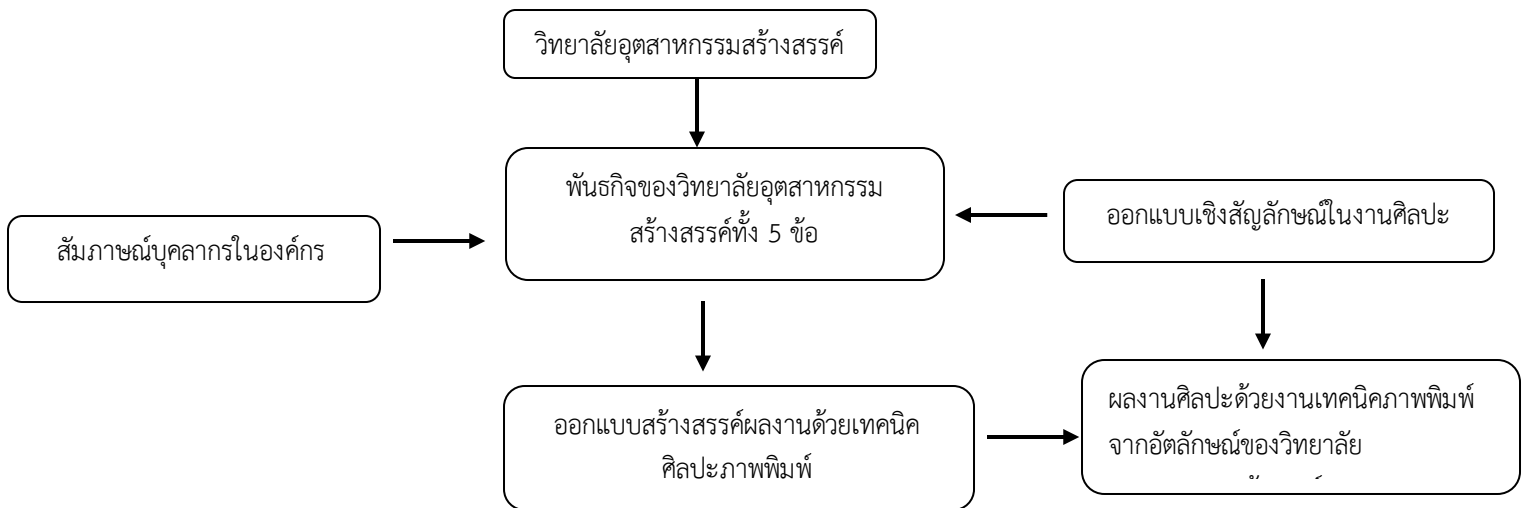 วิทยาลัยอุตสาหกรรมสร้างสรรค์
พันธกิจของวิทยาลัยอุตสาหกรรม
สร้างสรรค์ทั้ง 5 ข้อ
ออกแบบเชิงสัญลักษณ์ในงานศิลปะ
สัมภาษณ์บุคลากรในองค์กร
ออกแบบสร้างสรรค์ผลงานด้วยเทคนิค
ศิลปะภาพพิมพ์
ผลงานศิลปะด้วยงานเทคนิคภาพพิมพ์
จากอัตลักษณ์ของวิทยาลัย